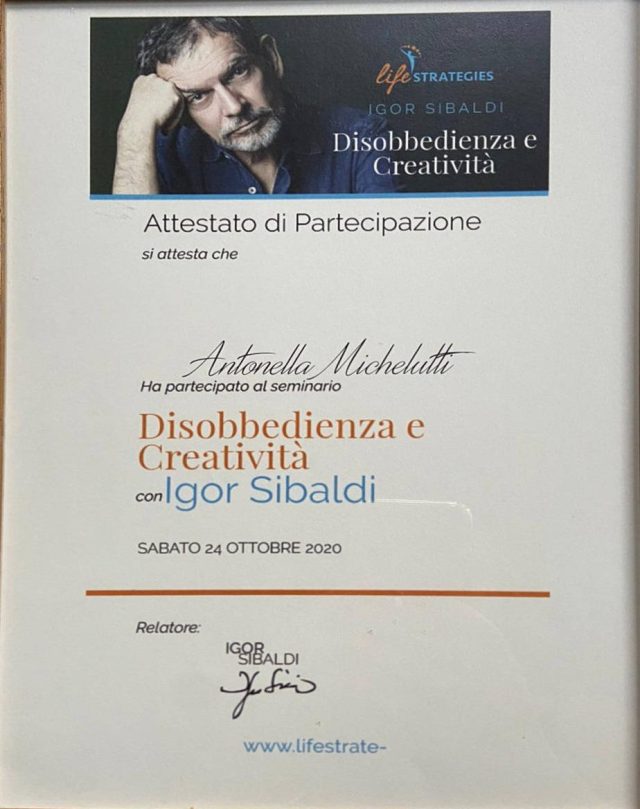 life STRATEGIES
IGOR SIBALDI
Disobbedienza e
Creatività
Attestato di Partecipazione
si attesta che
Antonella Michelutti
Ha partecipato al seminario
Disobbedienza e
Creatività
con Igor Sibaldi
SABATO 24 OTTOBRE 2020
Relatore:
IGOR
SIBALDI
www.lifestrate-